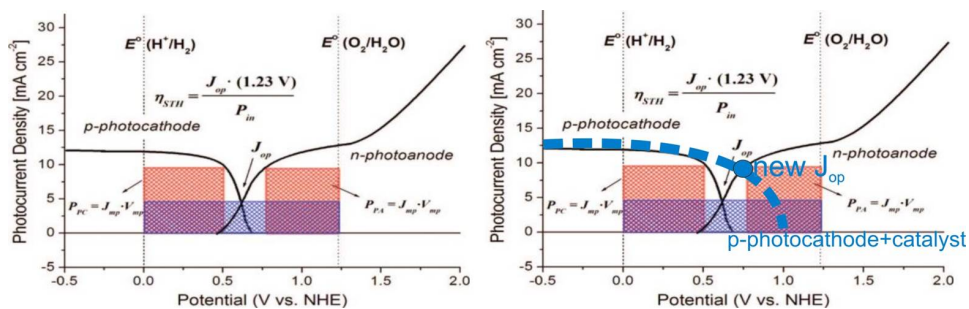 Photocurrent Density [mA cm⁻²]
30
25
20
15
10
5
0
-5
E⁰ (H⁺/H₂)
E⁰ (O₂/H₂O)
η_STH = J_op · (1.23 V) / P_in
p-photocathode
J_op
n-photoanode
P_PC = J_mp·V_mp
P_PA = J_mp·V_mp
-0.5 0.0 0.5 1.0 1.5 2.0
Potential (V vs. NHE)
Photocurrent Density [mA cm⁻²]
30
25
20
15
10
5
0
-5
E⁰ (H⁺/H₂)
E⁰ (O₂/H₂O)
η_STH = J_op · (1.23 V) / P_in
p-photocathode
J_op
n-photoanode
new J_op
P_PC = J_mp·V_mp
P_PA = J_mp·V_mp
p-photocathode+catalyst
-0.5 0.0 0.5 1.0 1.5 2.0
Potential (V vs. NHE)